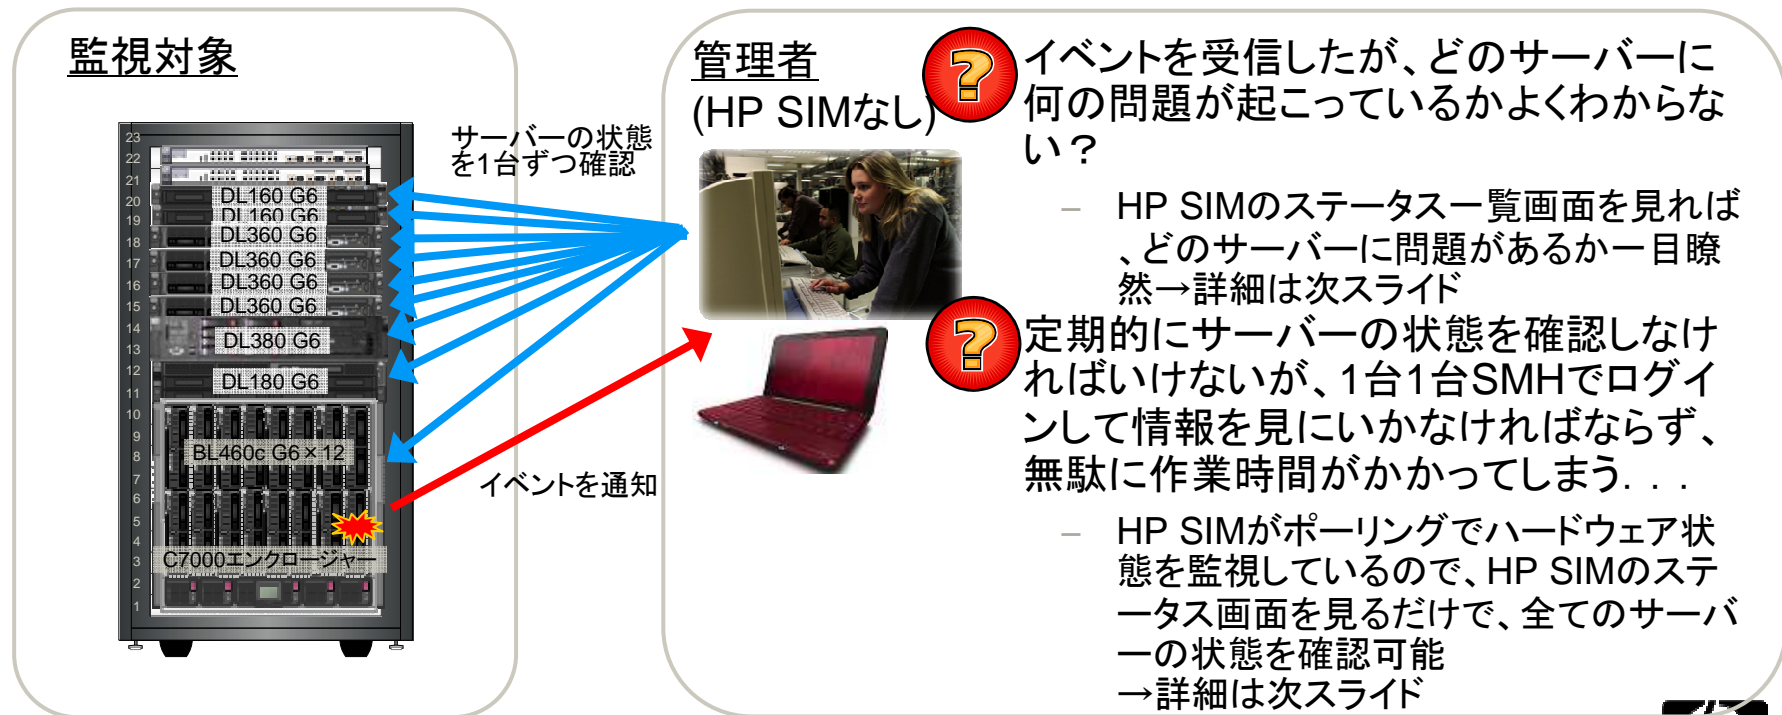 監視対象
23
22
21
20
19
18
17
16
15
14
13
12
11
10
9
8
7
6
5
4
3
2
1
DL160 G6
DL160 G6
DL360 G6
DL360 G6
DL360 G6
DL360 G6
DL380 G6
DL180 G6
BL460c G6×12
C7000エンクロージャー
サーバーの状態
を1台ずつ確認
イベントを通知
管理者
(HP SIMなし)
?
イベントを受信したが、どのサーバーに
何の問題が起こっているかよくわからな
い？
– HP SIMのステータス一覧画面を見れば
、どのサーバーに問題があるか一目瞭
然→詳細は次スライド
?
定期的にサーバーの状態を確認しなけ
ればいけないが、1台1台SMHでログイ
ンして情報を見にいかなければならず、
無駄に作業時間がかかってしまう. . .
– HP SIMがポーリングでハードウェア状
態を監視しているので、HP SIMのステ
ータス画面を見るだけで、全てのサーバ
ーの状態を確認可能
→詳細は次スライド